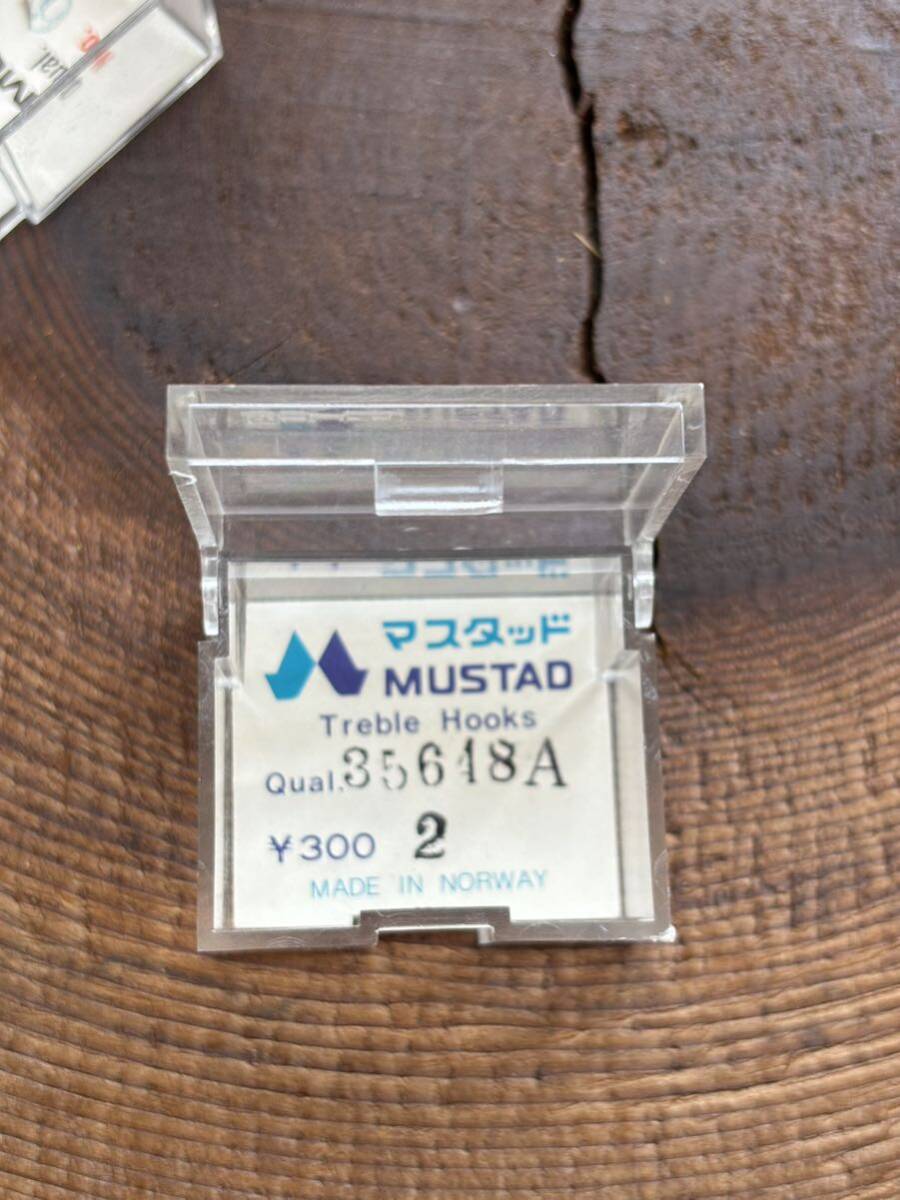 マスタッド
MUSTAD
Treble Hooks
Qual. 35648A
¥300 2
MADE IN NORWAY